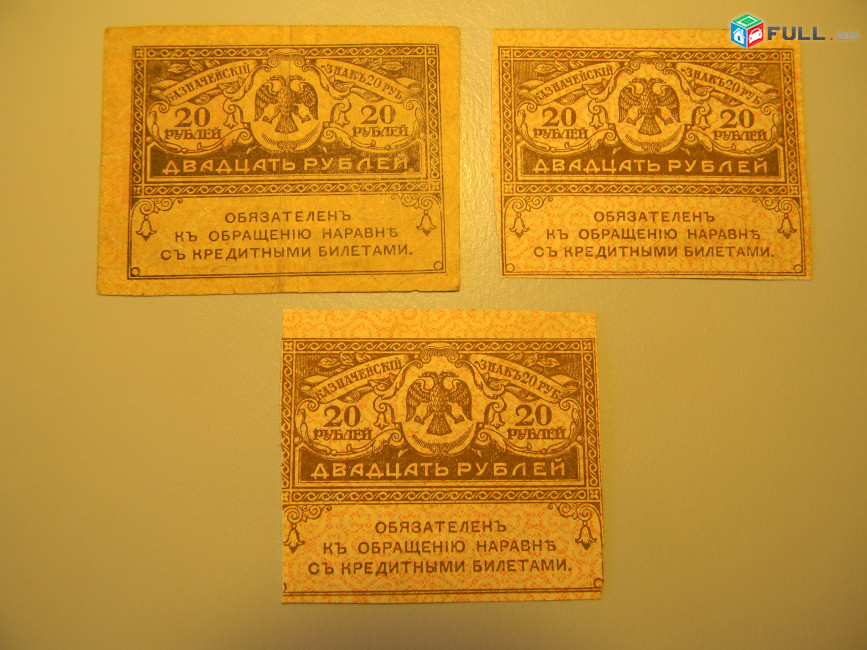 FULL.com
КАЗНАЧЕЙСКІЙ ЗНАКЪ 20 РУБ.
20 20
РУБЛЕЙ РУБЛЕЙ
ДВАДЦАТЬ РУБЛЕЙ
ОБЯЗАТЕЛЕНЪ
КЪ ОБРАЩЕНІЮ НАРАВНѢ
СЪ КРЕДИТНЫМИ БИЛЕТАМИ.
КАЗНАЧЕЙСКІЙ ЗНАКЪ 20 РУБ.
20 20
РУБЛЕЙ РУБЛЕЙ
ДВАДЦАТЬ РУБЛЕЙ
ОБЯЗАТЕЛЕНЪ
КЪ ОБРАЩЕНІЮ НАРАВНѢ
СЪ КРЕДИТНЫМИ БИЛЕТАМИ.
КАЗНАЧЕЙСКІЙ ЗНАКЪ 20 РУБ.
20 20
РУБЛЕЙ РУБЛЕЙ
ДВАДЦАТЬ РУБЛЕЙ
ОБЯЗАТЕЛЕНЪ
КЪ ОБРАЩЕНІЮ НАРАВНѢ
СЪ КРЕДИТНЫМИ БИЛЕТАМИ.